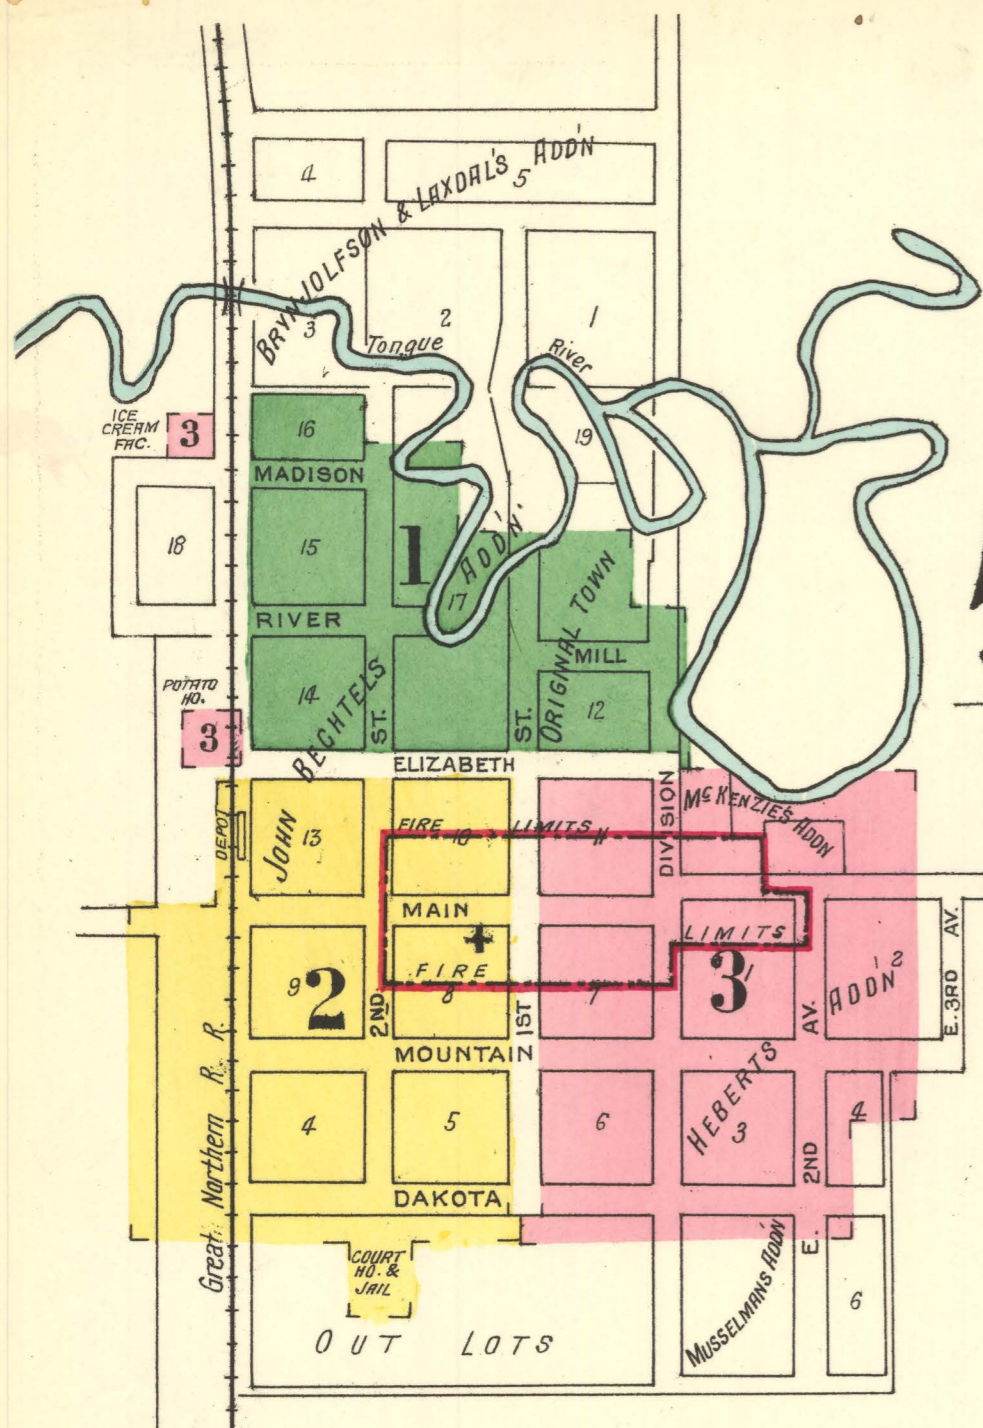 4
5
BRYNJOLFSON & LAXDAL'S ADD'N
3
2
1
Tongue
River
ICE
CREAM
FAC.
3
16
19
MADISON
18
15
1
ADD'N
17
ORIGINAL TOWN
RIVER
MILL
POTATO
HO.
3
14
BECHTELS
ST.
ST.
12
ELIZABETH
DIVISION
McKENZIE'S ADDN
DEPOT
JOHN
13
FIRE LIMITS
10
11
MAIN
LIMITS
E. 3RD AV.
9
2
2ND
FIRE
8
1ST
7
3
1
AV.
ADD'N
2
MOUNTAIN
HEBERTS
Great Northern R. R.
4
5
6
3
4
2ND
DAKOTA
E.
COURT
HO. &
JAIL
MUSSELMANS ADD'N
6
OUT LOTS